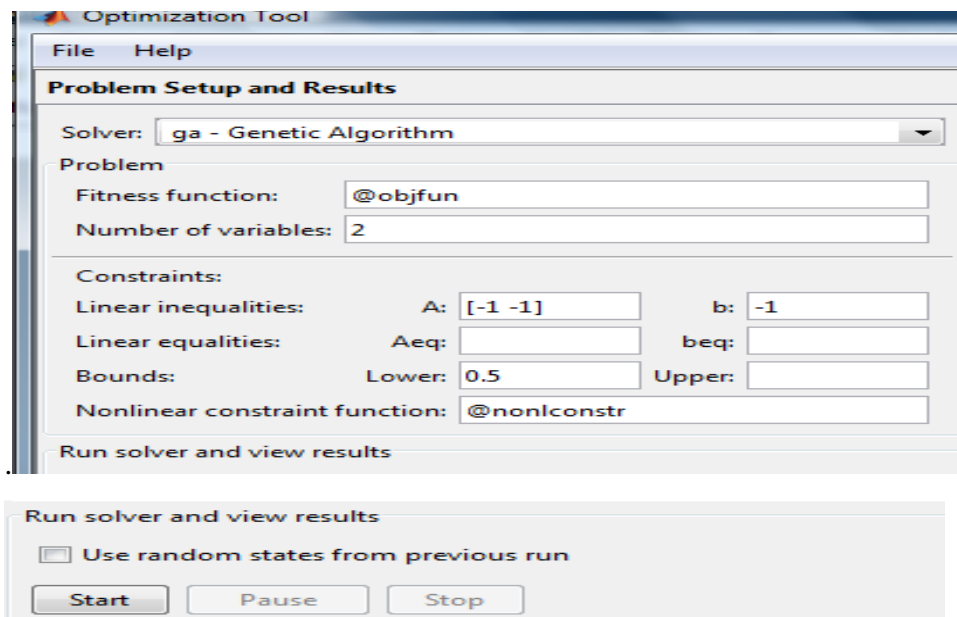 Optimization Tool
File Help
Problem Setup and Results
Solver: ga - Genetic Algorithm
Problem
Fitness function: @objfun
Number of variables: 2
Constraints:
Linear inequalities: A: [-1 -1] b: -1
Linear equalities: Aeq: beq:
Bounds: Lower: 0.5 Upper:
Nonlinear constraint function: @nonlconstr
Run solver and view results
.
Run solver and view results
Use random states from previous run
Start Pause Stop